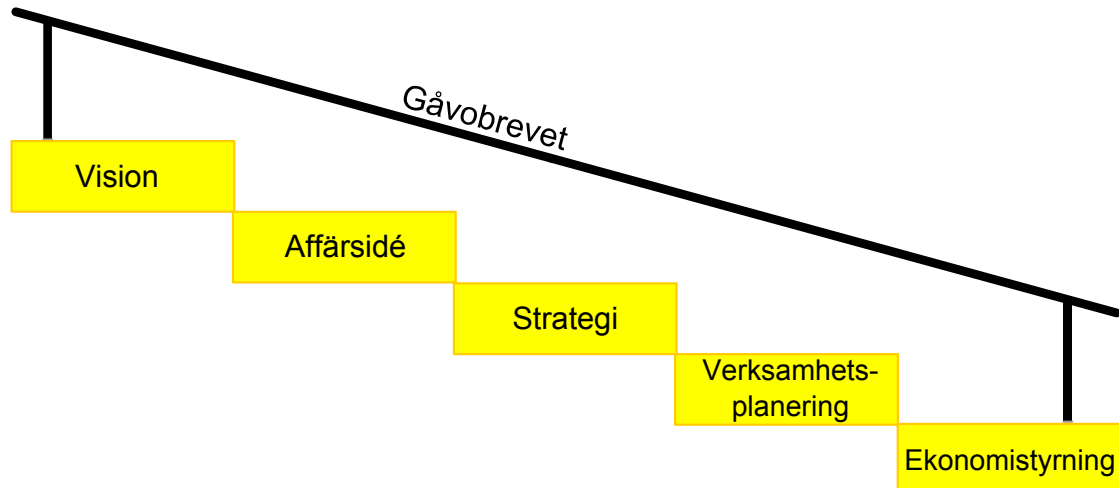 Gåvobrevet
Vision
Affärsidé
Strategi
Verksamhets-
planering
Ekonomistyrning